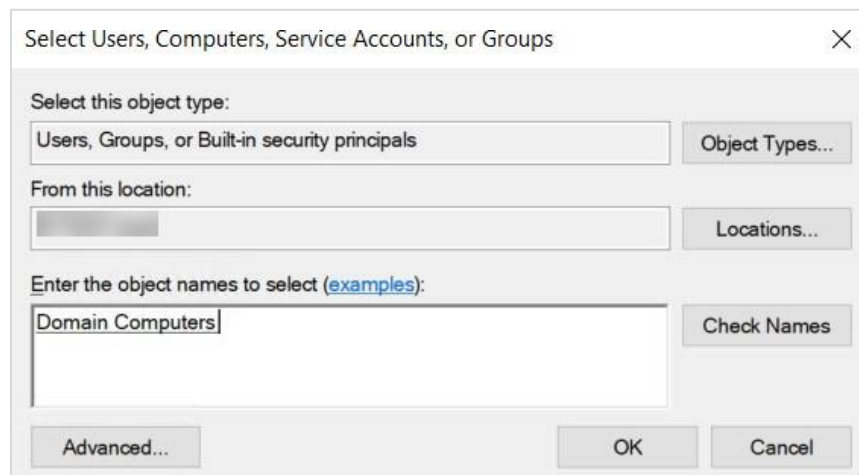 Select Users, Computers, Service Accounts, or Groups
Select this object type:
Users, Groups, or Built-in security principals
Object Types...
From this location:
Locations...
Enter the object names to select (examples):
Domain Computers
Check Names
Advanced...
OK
Cancel